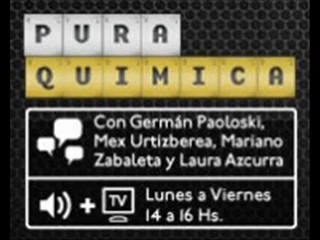 PURA
QUIMICA
Con Germán Paoloski,
Mex Urtizberea, Mariano
Zabaleta y Laura Azcurra
TV
Lunes a Viernes
14 a 16 Hs.